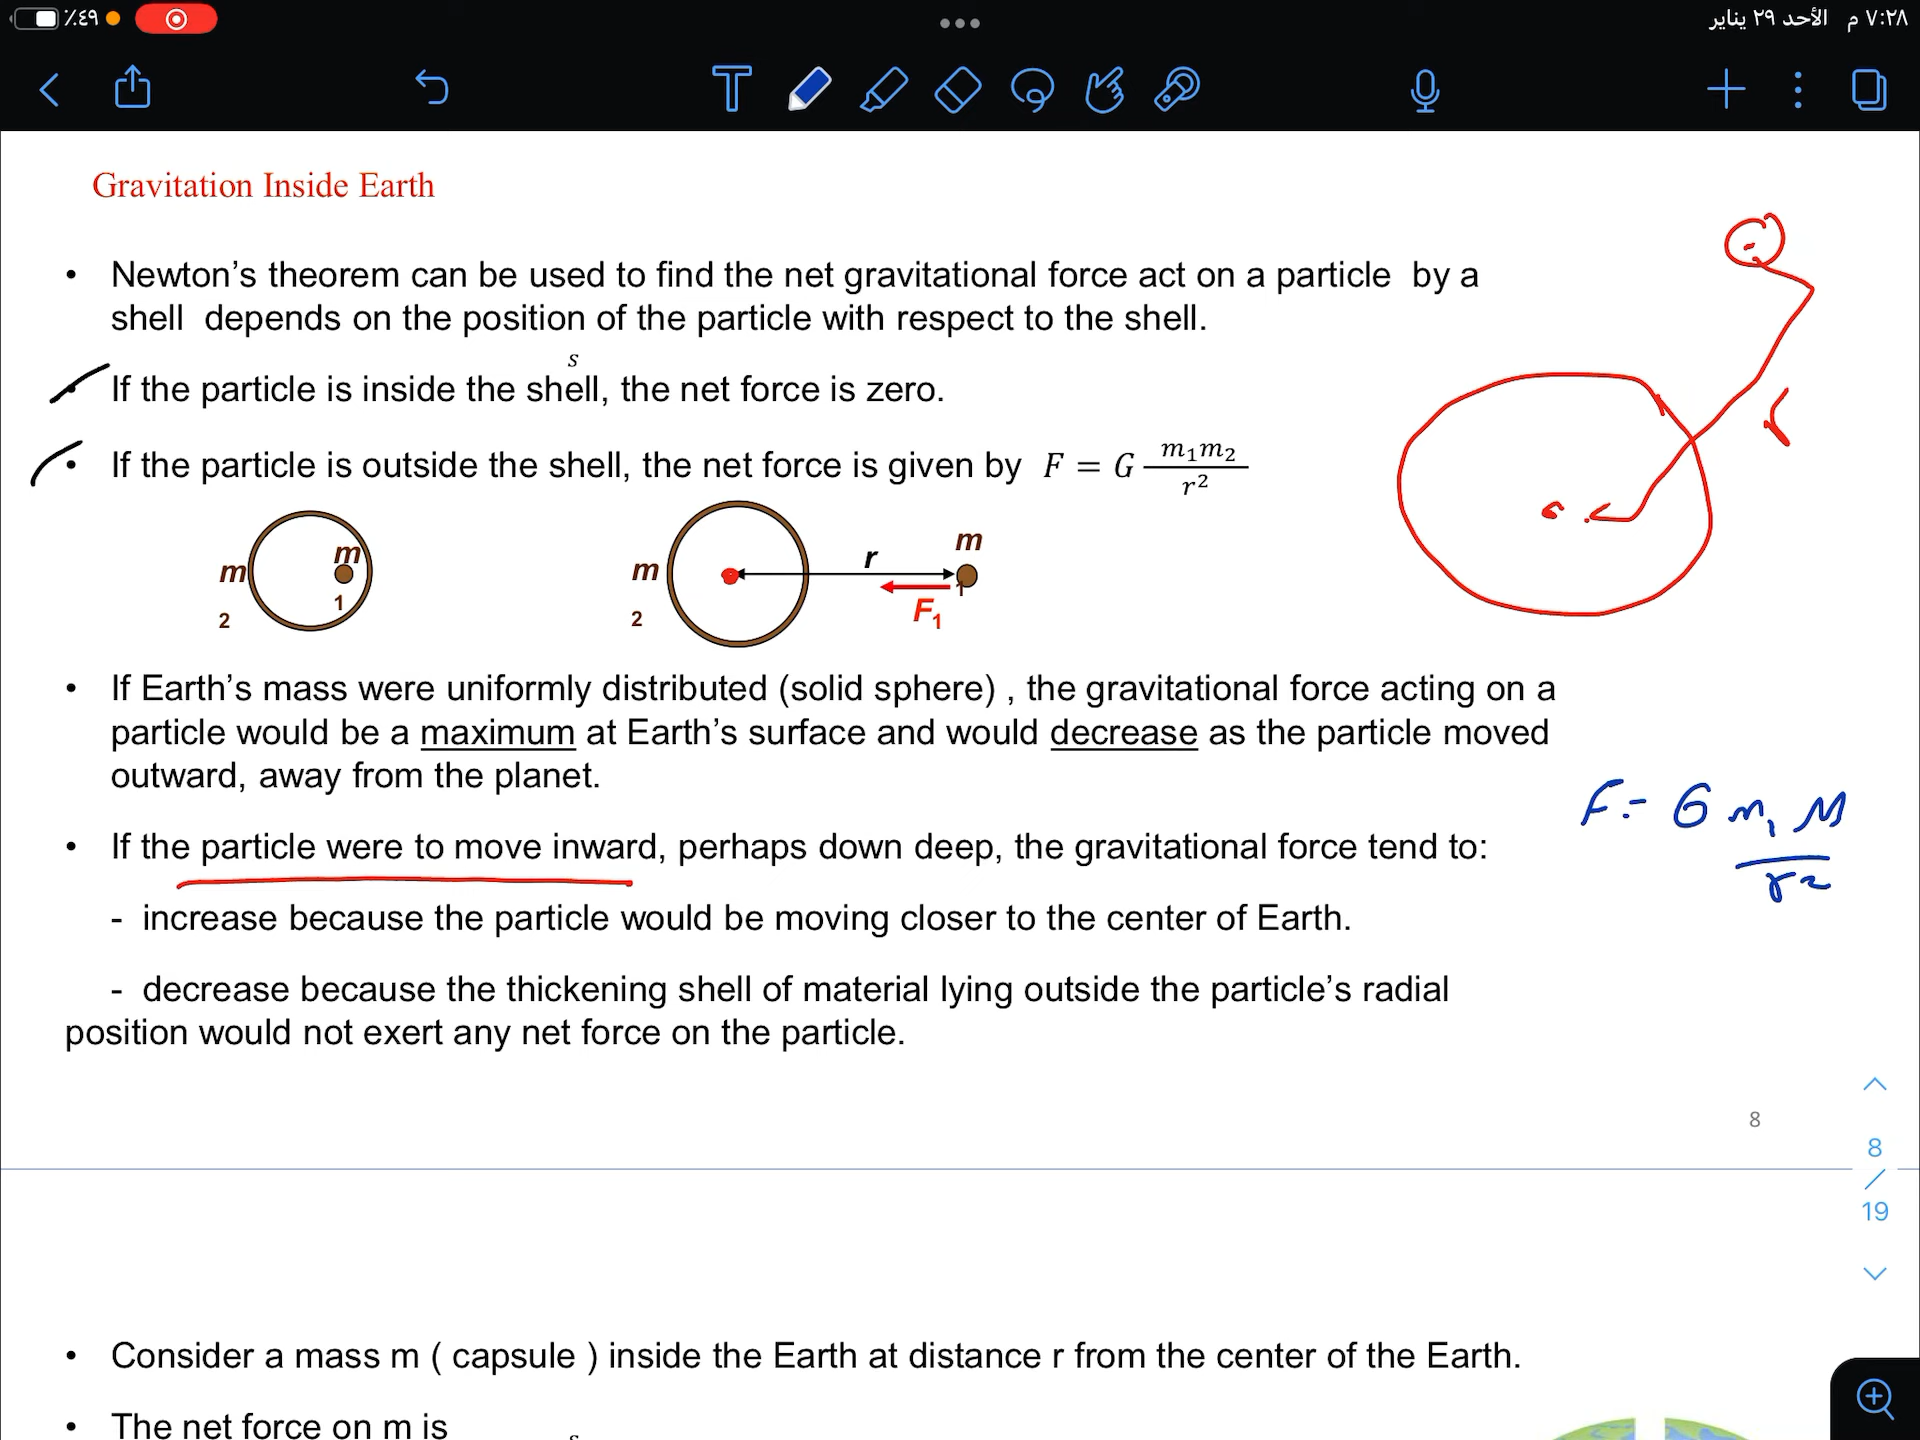 ٪٤٩
٧:٢٨ م الأحد ٢٩ يناير
Gravitation Inside Earth
• Newton’s theorem can be used to find the net gravitational force act on a particle by a
shell depends on the position of the particle with respect to the shell.
s
• If the particle is inside the shell, the net force is zero.
• If the particle is outside the shell, the net force is given by F = G m₁m₂ / r²
m 2
m 1
m 2
r
m 1
F₁
r
• If Earth’s mass were uniformly distributed (solid sphere) , the gravitational force acting on a
particle would be a maximum at Earth’s surface and would decrease as the particle moved
outward, away from the planet.
F = G m₁ M / r²
• If the particle were to move inward, perhaps down deep, the gravitational force tend to:
- increase because the particle would be moving closer to the center of Earth.
- decrease because the thickening shell of material lying outside the particle’s radial
position would not exert any net force on the particle.
8
8
/
19
• Consider a mass m ( capsule ) inside the Earth at distance r from the center of the Earth.
• The net force on m is